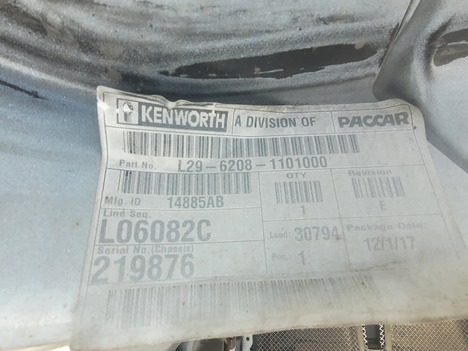 KENWORTH A DIVISION OF PACCAR
Part No. L29-6208-1101000
QTY
1
Revision
E
Mfg. ID 14885AB
Line Seq.
L06082C
Load: 30794
Package Date:
12/1/17
Serial No.(Chassis)
219876
Pos.: 1